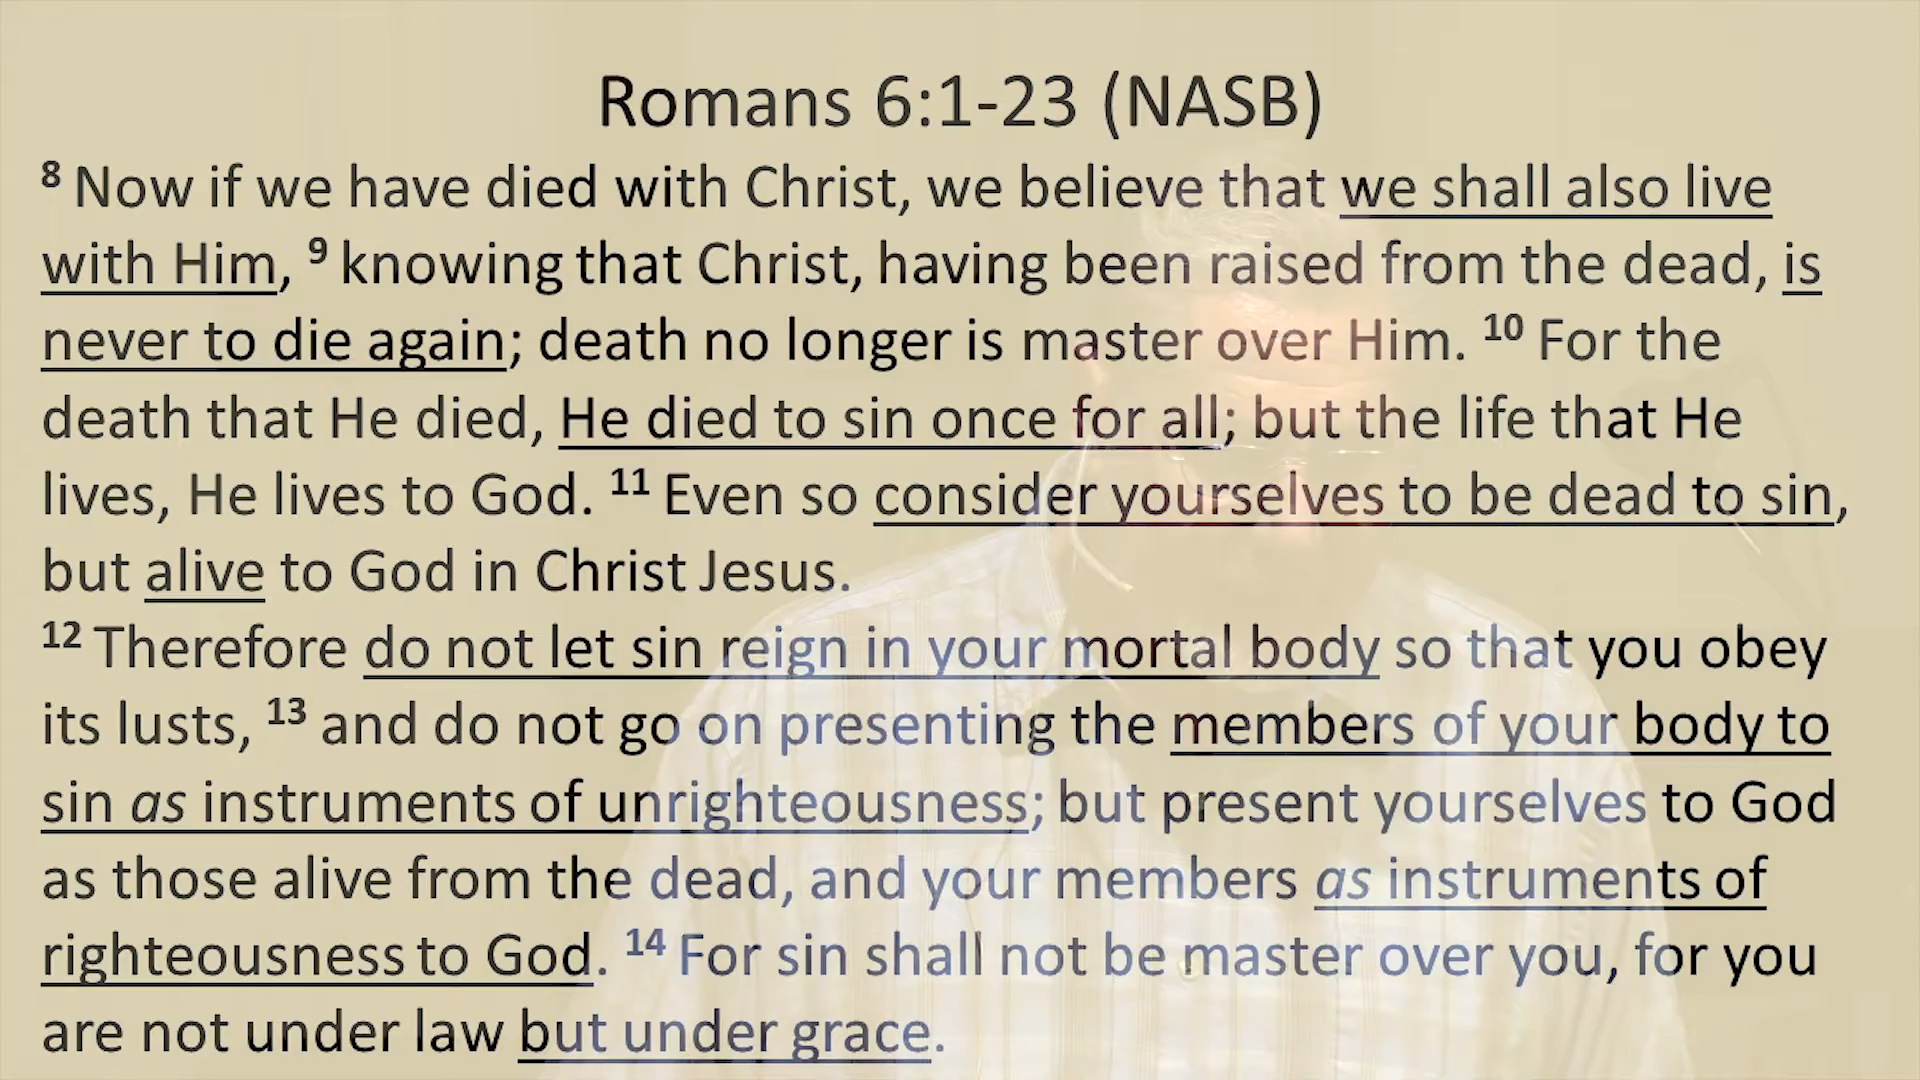 Romans 6:1-23 (NASB)
8 Now if we have died with Christ, we believe that we shall also live
with Him, 9 knowing that Christ, having been raised from the dead, is
never to die again; death no longer is master over Him. 10 For the
death that He died, He died to sin once for all; but the life that He
lives, He lives to God. 11 Even so consider yourselves to be dead to sin,
but alive to God in Christ Jesus.
12 Therefore do not let sin reign in your mortal body so that you obey
its lusts, 13 and do not go on presenting the members of your body to
sin as instruments of unrighteousness; but present yourselves to God
as those alive from the dead, and your members as instruments of
righteousness to God. 14 For sin shall not be master over you, for you
are not under law but under grace.